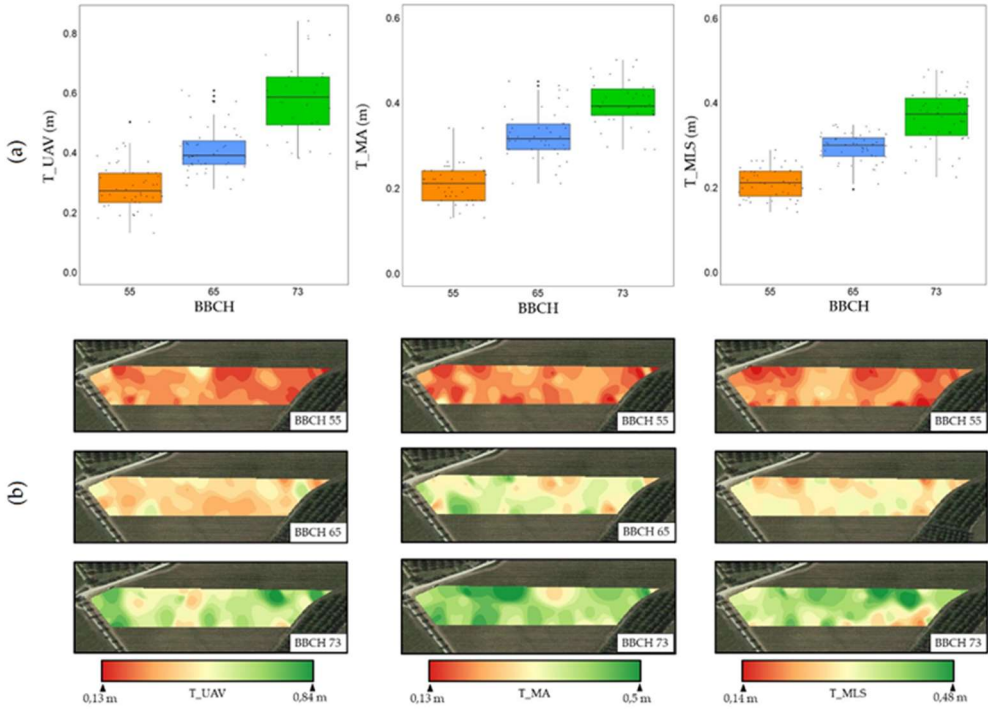 (a)
T_UAV (m)
0.8
0.6
0.4
0.2
0.0
55 65 73
BBCH
T_MA (m)
0.6
0.4
0.2
0.0
55 65 73
BBCH
T_MLS (m)
0.6
0.4
0.2
0.0
55 65 73
BBCH
(b)
BBCH 55 BBCH 55 BBCH 55
BBCH 65 BBCH 65 BBCH 65
BBCH 73 BBCH 73 BBCH 73
0,13 m T_UAV 0,84 m
0,13 m T_MA 0,5 m
0,14 m T_MLS 0,48 m